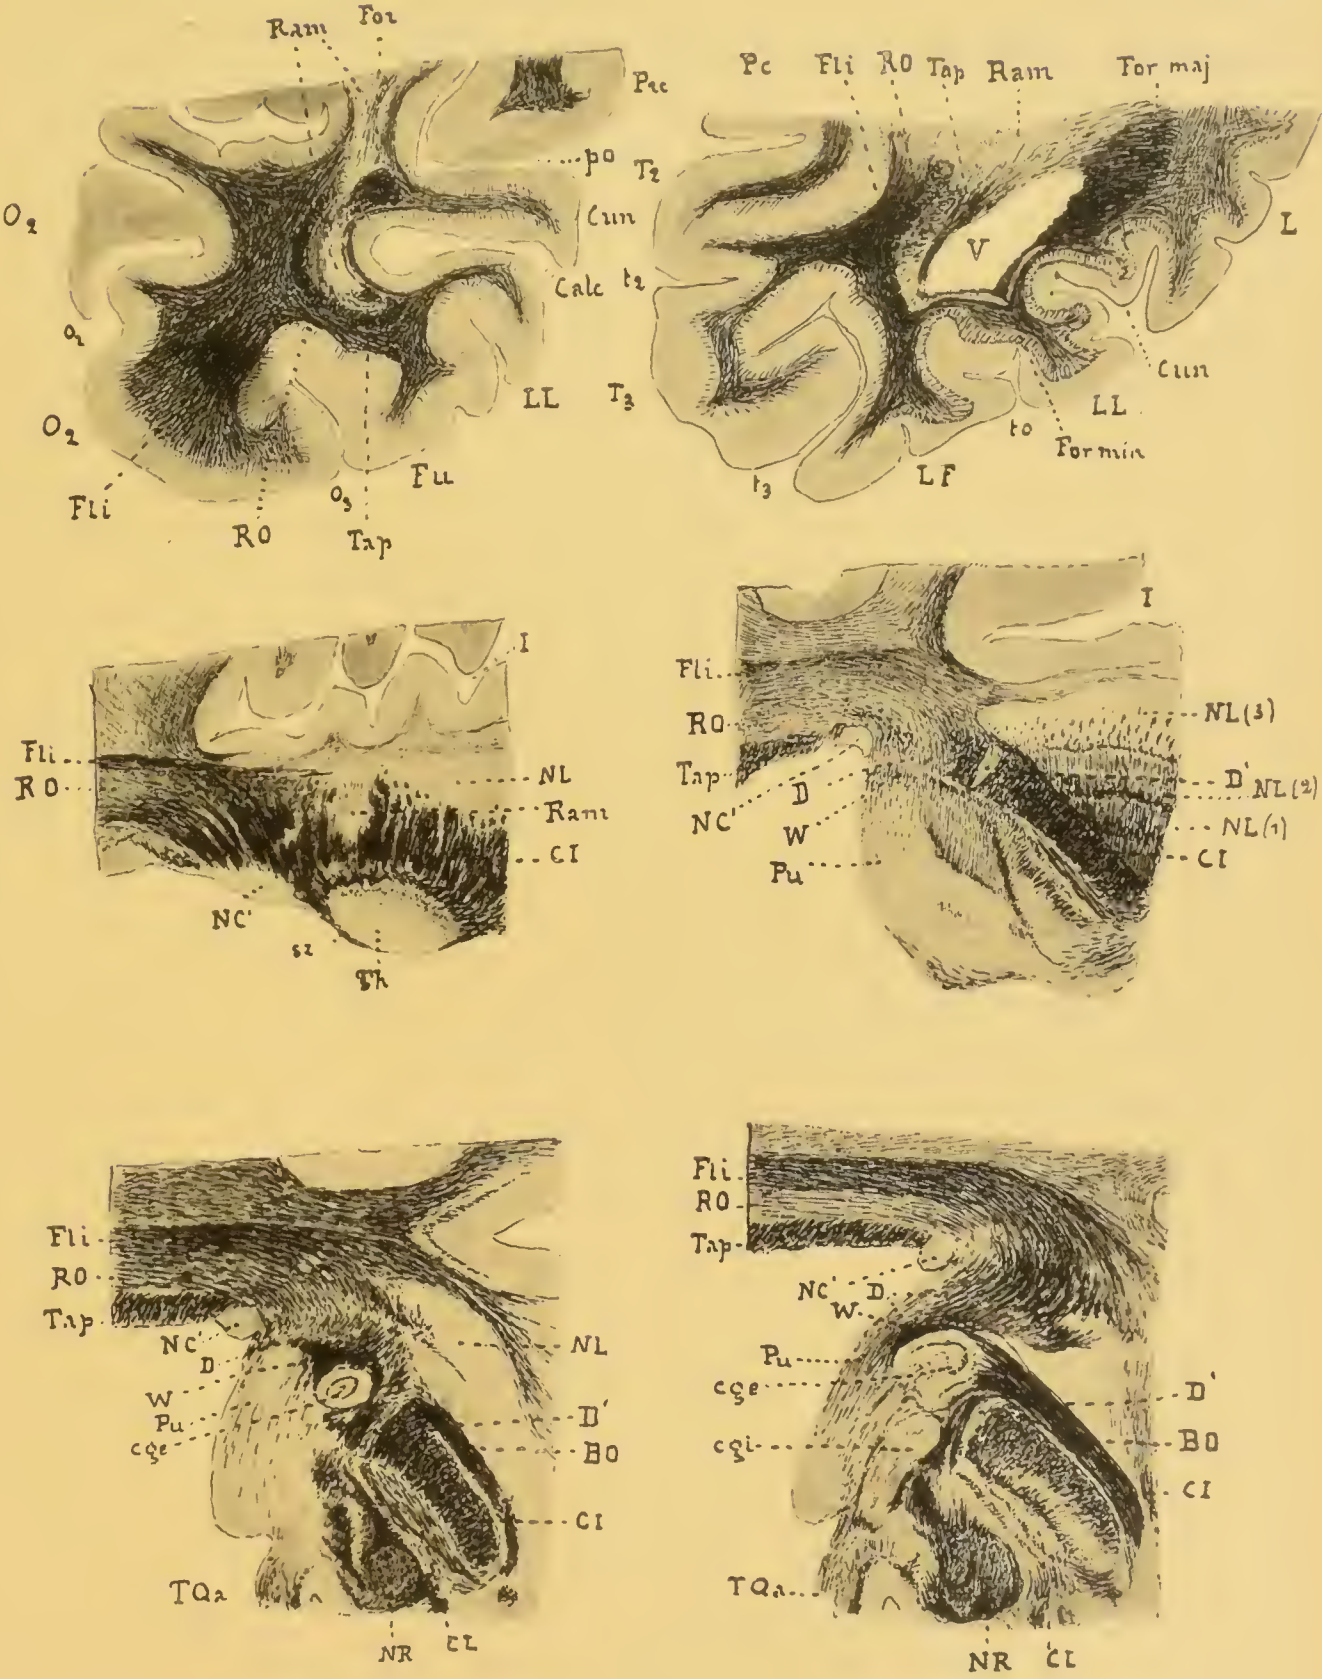 Ram For
Prc
po
O2
Cun
Calc
o2
LL
O2
Fu
Fli
o3
RO
Tap
Pc Fli RO Tap Ram For maj
T2
L
V
t2
Cun
T3
LL
to
For min
t3
LF
I
Fli
RO
NL
Ram
CI
NC'
sz
Th
I
Fli
RO
NL(3)
Tap
D'
D
NL(2)
NC'
W
NL(1)
Pu
CI
Fli
RO
Tap
NC'
NL
D
W
Pu
D'
cge
BO
CI
TQa
NR CL
Fli
RO
Tap
NC' D
W
Pu
cge
D'
cgi
BO
CI
TQa
NR CL